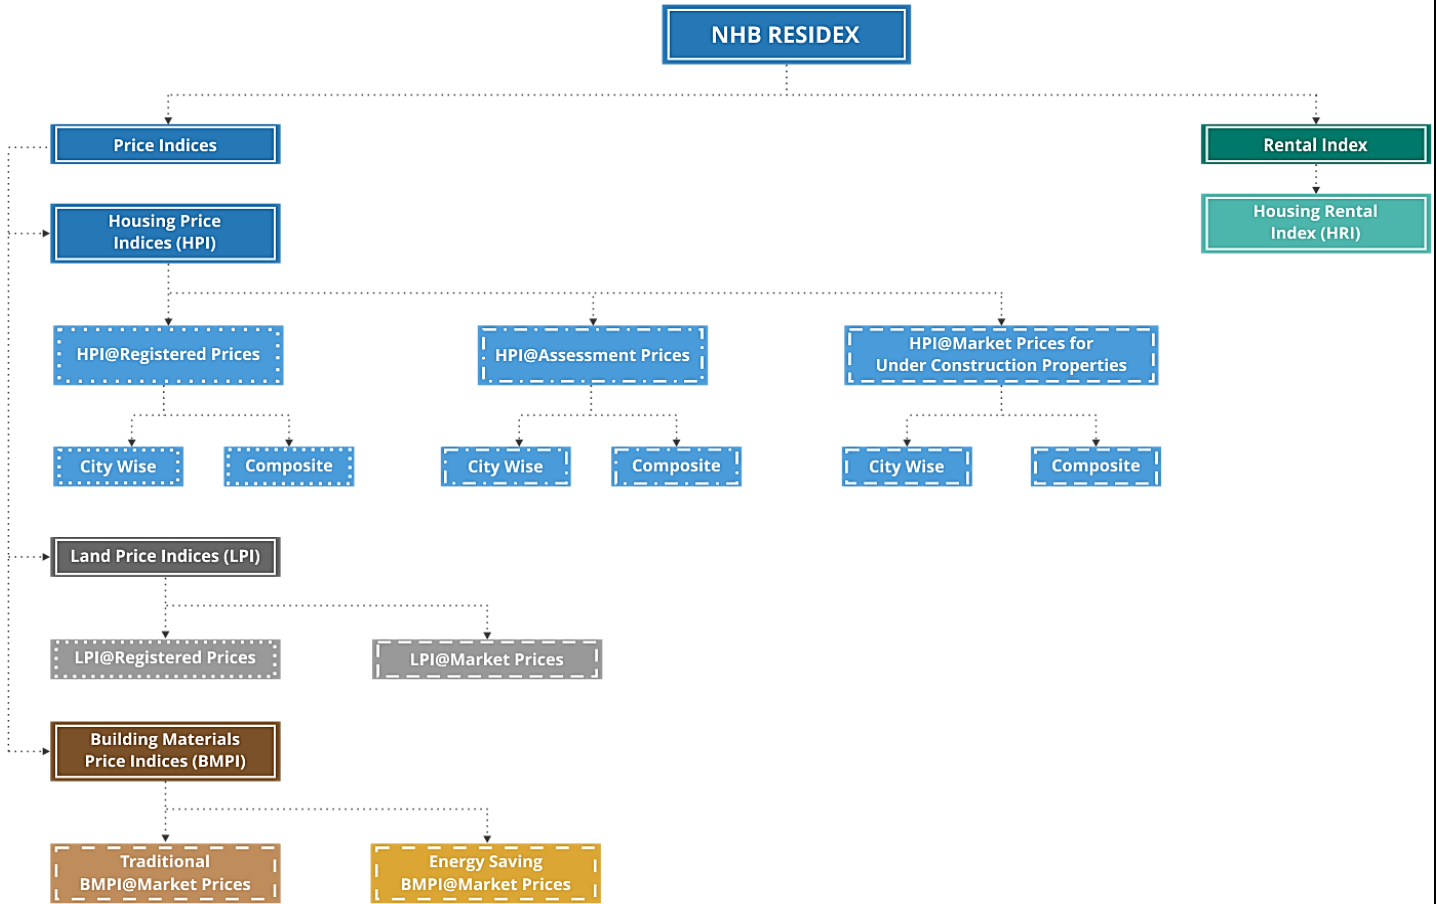 NHB RESIDEX
Price Indices
Rental Index
Housing Price
Indices (HPI)
Housing Rental
Index (HRI)
HPI@Registered Prices
HPI@Assessment Prices
HPI@Market Prices for
Under Construction Properties
City Wise
Composite
City Wise
Composite
City Wise
Composite
Land Price Indices (LPI)
LPI@Registered Prices
LPI@Market Prices
Building Materials
Price Indices (BMPI)
Traditional
BMPI@Market Prices
Energy Saving
BMPI@Market Prices